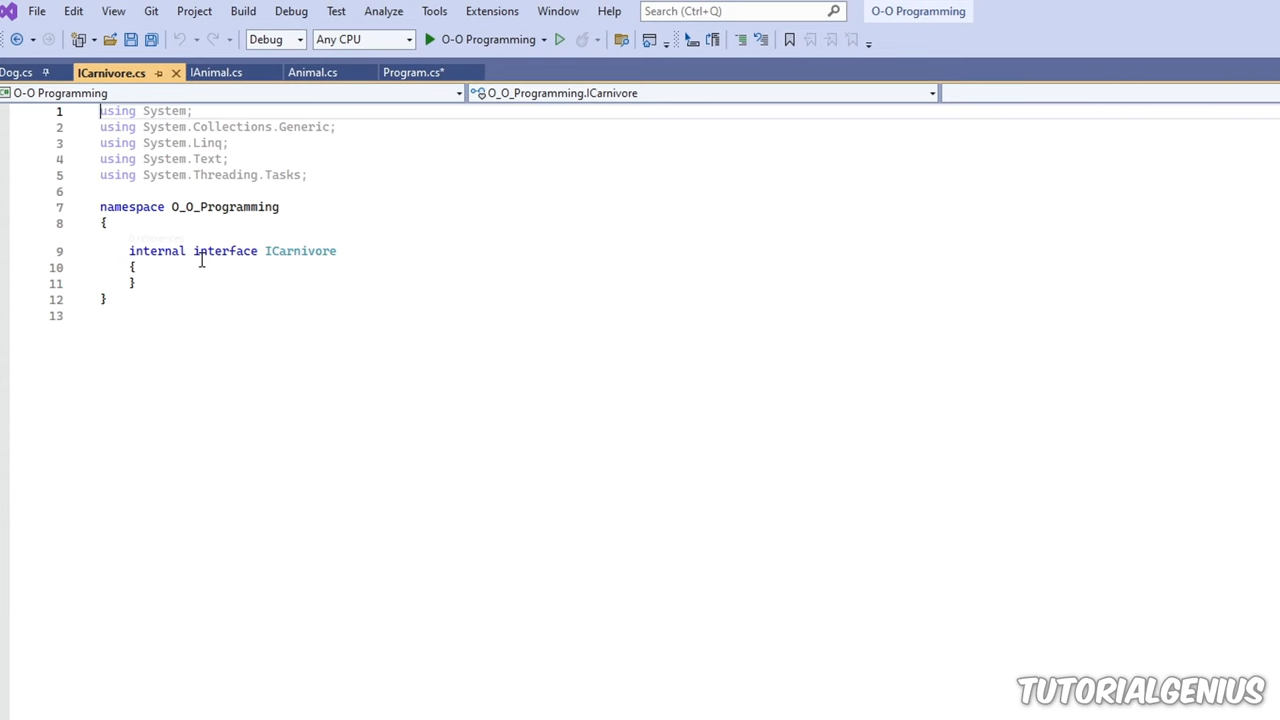 File Edit View Git Project Build Debug Test Analyze Tools Extensions Window Help Search (Ctrl+Q) O-O Programming
Debug Any CPU O-O Programming
Dog.cs ICarnivore.cs IAnimal.cs Animal.cs Program.cs*
O-O Programming O_O_Programming.ICarnivore
1 using System;
2 using System.Collections.Generic;
3 using System.Linq;
4 using System.Text;
5 using System.Threading.Tasks;
6
7 namespace O_O_Programming
8 {
9 internal interface ICarnivore
10 {
11 }
12 }
13
TUTORIALGENIUS